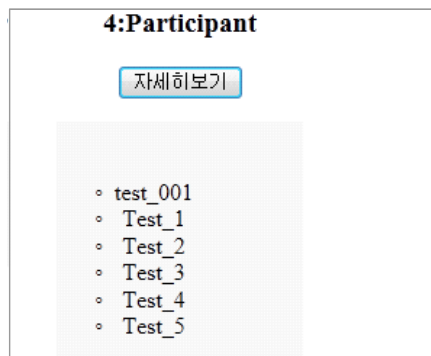 4:Participant
자세히보기
test_001
Test_1
Test_2
Test_3
Test_4
Test_5